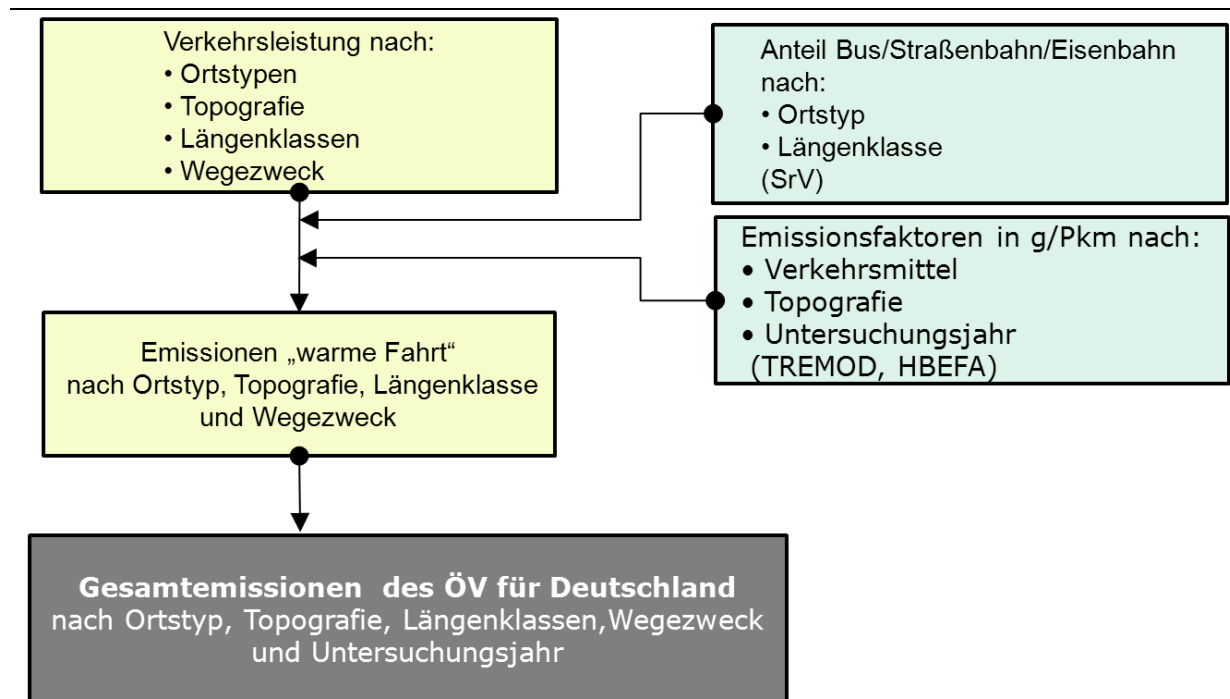 Verkehrsleistung nach:
• Ortstypen
• Topografie
• Längenklassen
• Wegezweck
Anteil Bus/Straßenbahn/Eisenbahn
nach:
• Ortstyp
• Längenklasse
(SrV)
Emissionsfaktoren in g/Pkm nach:
• Verkehrsmittel
• Topografie
• Untersuchungsjahr
(TREMOD, HBEFA)
Emissionen „warme Fahrt“
nach Ortstyp, Topografie, Längenklasse
und Wegezweck
Gesamtemissionen des ÖV für Deutschland
nach Ortstyp, Topografie, Längenklassen,Wegezweck
und Untersuchungsjahr